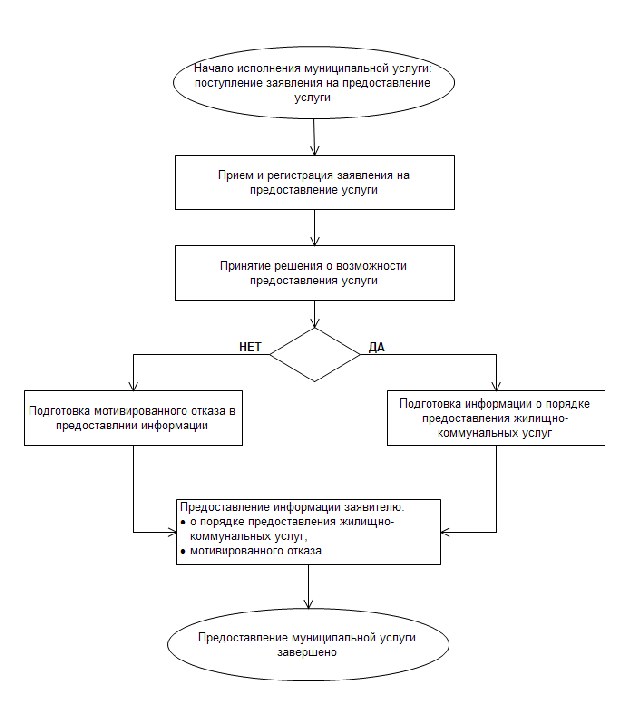 Начало исполнения муниципальной услуги:
поступление заявления на предоставление
услуги
Прием и регистрация заявления на
предоставление услуги
Принятие решения о возможности
предоставления услуги
НЕТ
ДА
Подготовка мотивированного отказа в
предоставлнии информации
Подготовка информации о порядке
предоставления жилищно-
коммунальных услуг
Предоставление информации заявителю:
● о порядке предоставления жилищно-
коммунальных услуг;
● мотивированного отказа
Предоставление муниципальной услуги
завершено